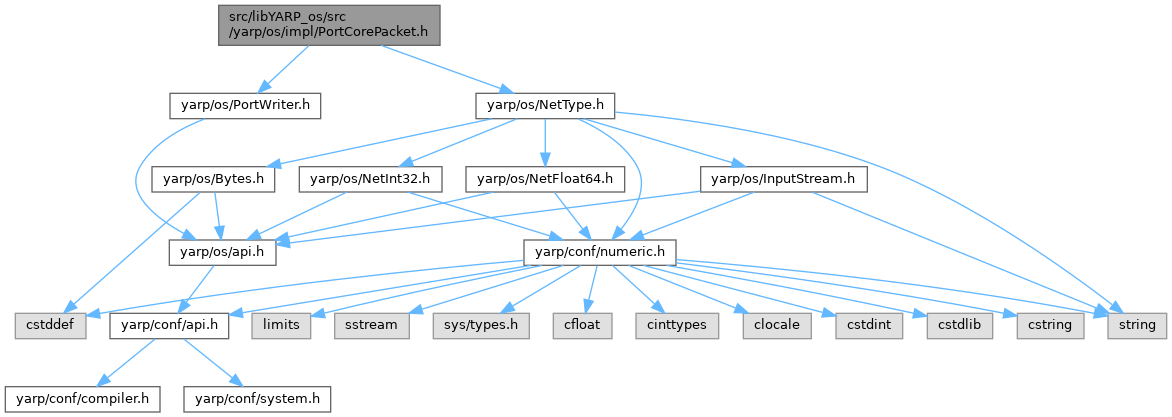 src/libYARP_os/src
/yarp/os/impl/PortCorePacket.h
yarp/os/PortWriter.h
yarp/os/NetType.h
yarp/os/Bytes.h
yarp/os/NetInt32.h
yarp/os/NetFloat64.h
yarp/os/InputStream.h
yarp/os/api.h
yarp/conf/numeric.h
cstddef
yarp/conf/api.h
limits
sstream
sys/types.h
cfloat
cinttypes
clocale
cstdint
cstdlib
cstring
string
yarp/conf/compiler.h
yarp/conf/system.h